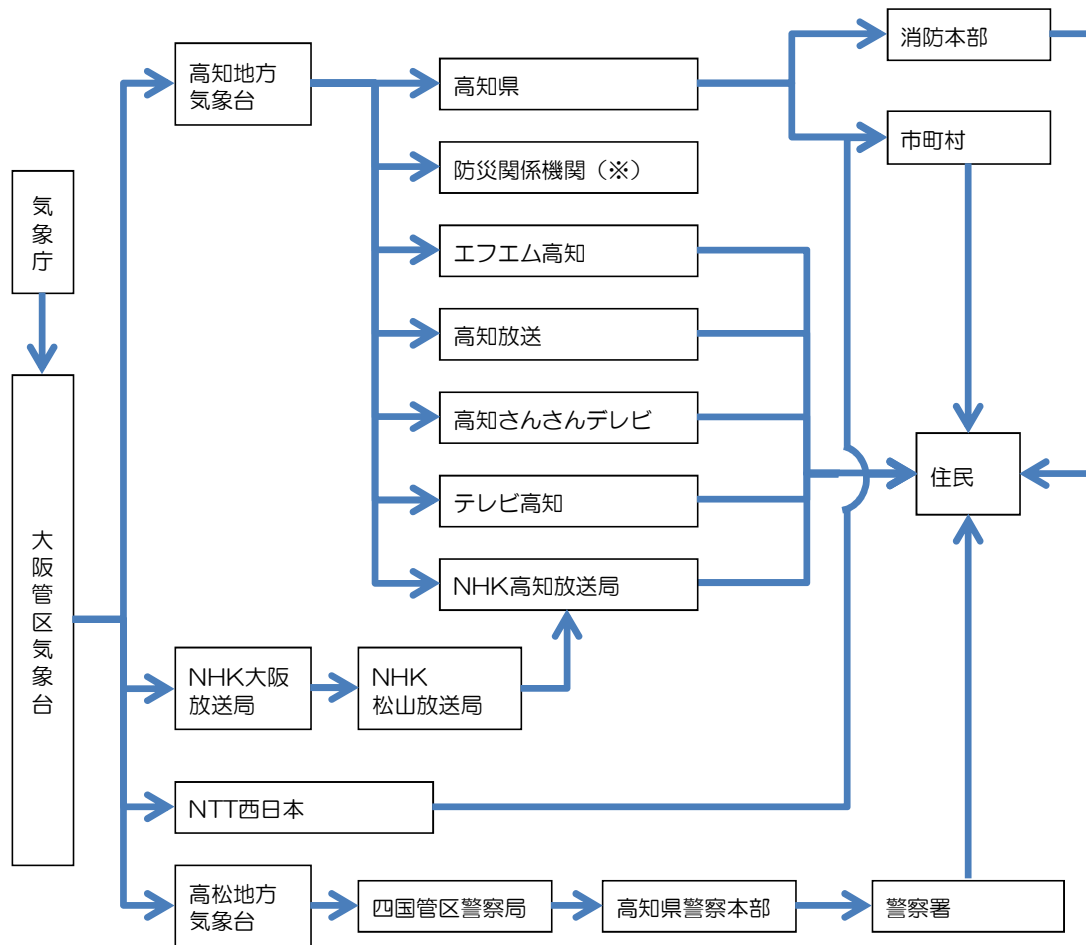 消防本部
高知地方
気象台
高知県
市町村
防災関係機関（※）
気象庁
エフエム高知
高知放送
高知さんさんデレビ
住民
テレビ高知
大阪管区気象台
NHK高知放送局
NHK大阪
放送局
NHK
松山放送局
NTT西日本
高松地方
気象台
四国管区警察局
高知県警察本部
警察署